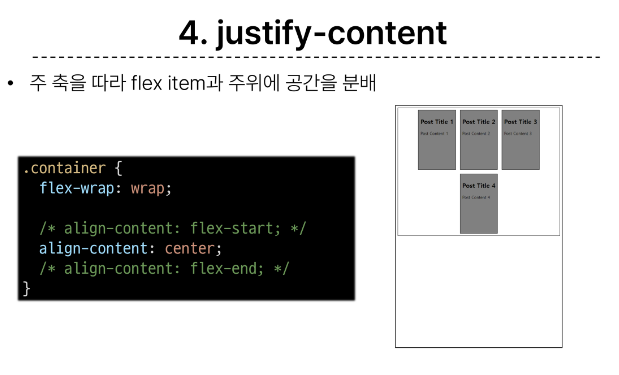 4. justify-content
• 주 축을 따라 flex item과 주위에 공간을 분배
.container {
flex-wrap: wrap;
/* align-content: flex-start; */
align-content: center;
/* align-content: flex-end; */
}
Post Title 1 Post Title 2 Post Title 3
Post Content 1 Post Content 2 Post Content 3
Post Title 4
Post Content 4